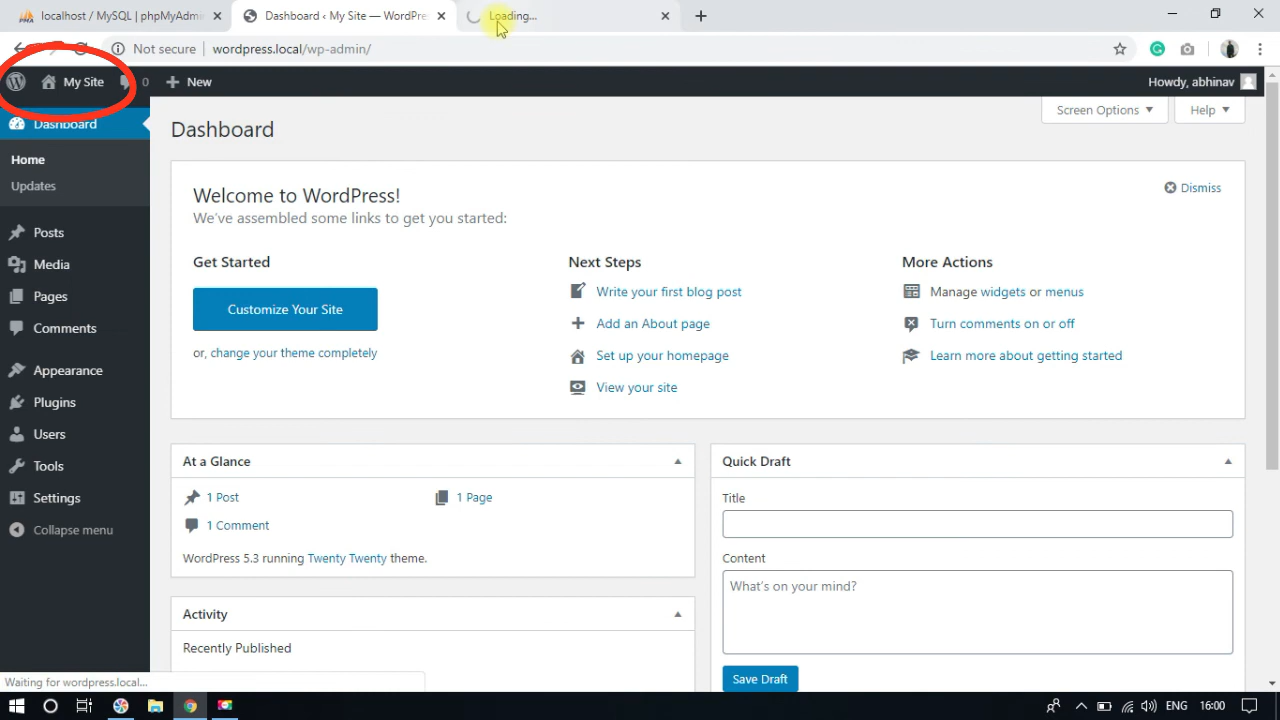 localhost / MySQL | phpMyAdmin
Dashboard ‹ My Site — WordPre
Loading...
Not secure
wordpress.local/wp-admin/
My Site
0
New
Howdy, abhinav
Dashboard
Home
Updates
Posts
Media
Pages
Comments
Appearance
Plugins
Users
Tools
Settings
Collapse menu
Dashboard
Screen Options
Help
Welcome to WordPress!
Dismiss
We've assembled some links to get you started:
Get Started
Customize Your Site
or, change your theme completely
Next Steps
Write your first blog post
Add an About page
Set up your homepage
View your site
More Actions
Manage widgets or menus
Turn comments on or off
Learn more about getting started
At a Glance
1 Post
1 Page
1 Comment
WordPress 5.3 running Twenty Twenty theme.
Activity
Recently Published
Quick Draft
Title
Content
What's on your mind?
Save Draft
Waiting for wordpress.local...
ENG
16:00